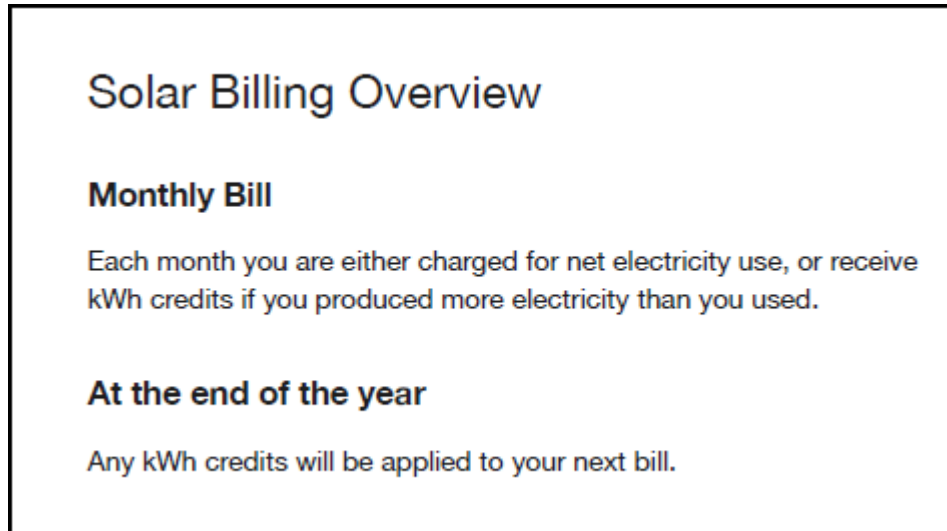 Solar Billing Overview
Monthly Bill
Each month you are either charged for net electricity use, or receive
kWh credits if you produced more electricity than you used.
At the end of the year
Any kWh credits will be applied to your next bill.